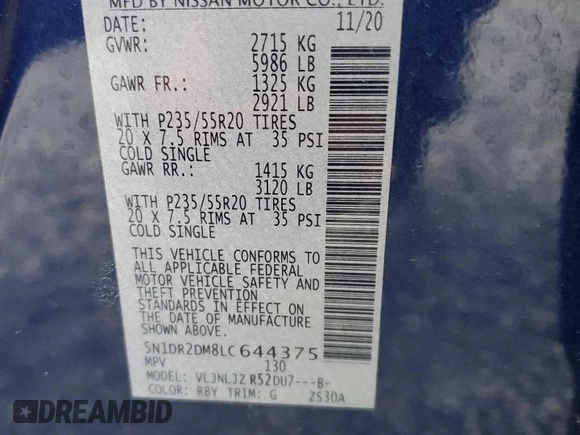 MFD BY NISSAN MOTOR CO., LTD.
DATE: 11/20
GVWR: 2715 KG
5986 LB
GAWR FR.: 1325 KG
2921 LB
WITH P235/55R20 TIRES
20 X 7.5 RIMS AT 35 PSI
COLD SINGLE
GAWR RR.: 1415 KG
3120 LB
WITH P235/55R20 TIRES
20 X 7.5 RIMS AT 35 PSI
COLD SINGLE
THIS VEHICLE CONFORMS TO
ALL APPLICABLE FEDERAL
MOTOR VEHICLE SAFETY AND
THEFT PREVENTION
STANDARDS IN EFFECT ON
THE DATE OF MANUFACTURE
SHOWN ABOVE.
5N1DR2DM8LC644375
MPV 130
MODEL: VLJNLJZ R52DU7---B-
COLOR: RBY TRIM: G ZS30A
DREAMBID